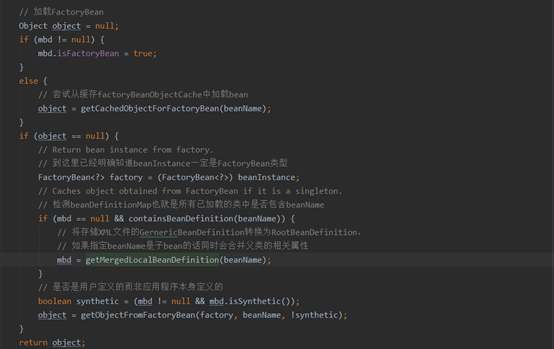 // 加载FactoryBean
Object object = null;
if (mbd != null) {
mbd.isFactoryBean = true;
}
else {
// 尝试从缓存factoryBeanObjectCache中加载bean
object = getCachedObjectForFactoryBean(beanName);
}
if (object == null) {
// Return bean instance from factory.
// 到这里已经明确知道beanInstance一定是FactoryBean类型
FactoryBean<?> factory = (FactoryBean<?>) beanInstance;
// Caches object obtained from FactoryBean if it is a singleton.
// 检测beanDefinitionMap也就是所有已加载的类中是否包含beanName
if (mbd == null && containsBeanDefinition(beanName)) {
// 将存储XML文件的GernericBeanDefinition转换为RootBeanDefinition,
// 如果指定beanName是子bean的话同时会合并父类的相关属性
mbd = getMergedLocalBeanDefinition(beanName);
}
// 是否是用户定义的而非应用程序本身定义的
boolean synthetic = (mbd != null && mbd.isSynthetic());
object = getObjectFromFactoryBean(factory, beanName, !synthetic);
}
return object;